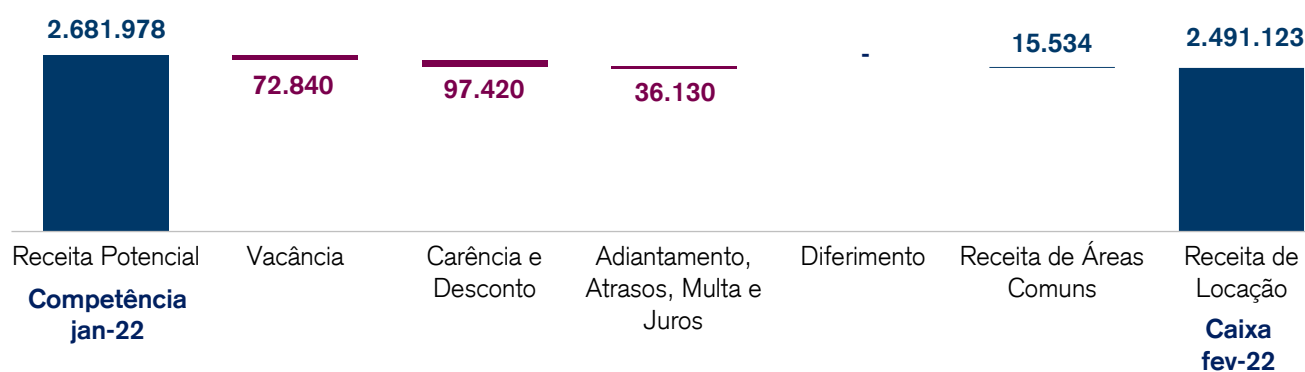 2.681.978
72.840
97.420
36.130
-
15.534
2.491.123
Receita Potencial
Competência
jan-22
Vacância
Carência e
Desconto
Adiantamento,
Atrasos, Multa e
Juros
Diferimento
Receita de Áreas
Comuns
Receita de
Locação
Caixa
fev-22